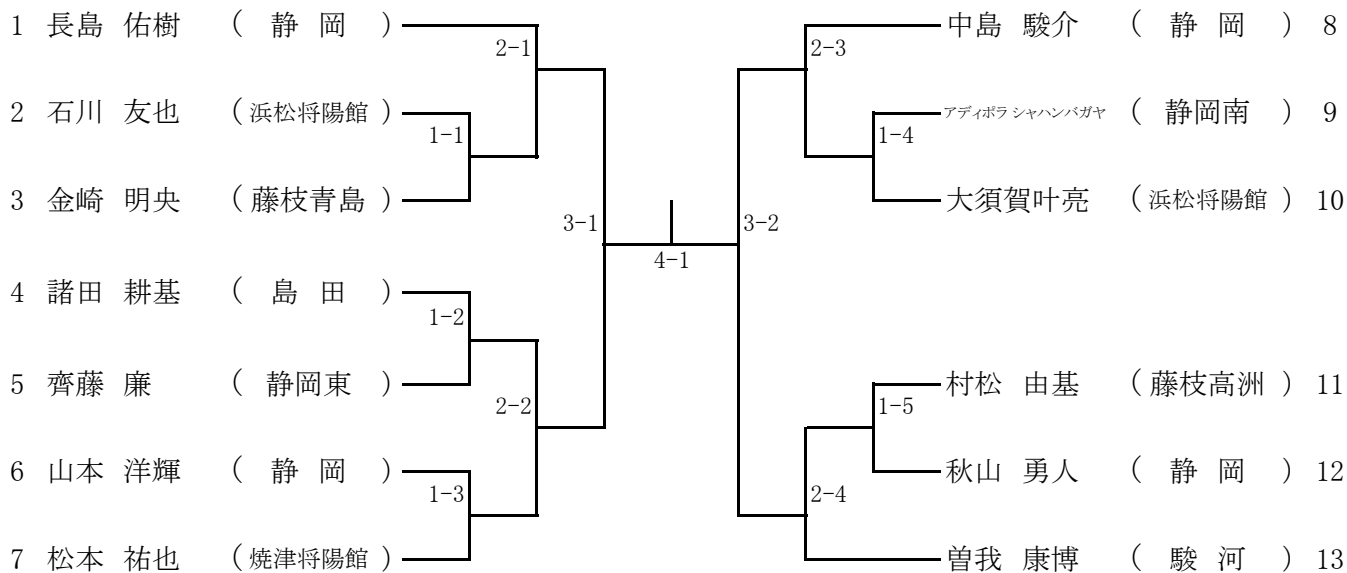 1 長島 佑樹 ( 静 岡 )
2-1
2 石川 友也 ( 浜松将陽館 )
1-1
3 金崎 明央 ( 藤枝青島 )
3-1
4 諸田 耕基 ( 島 田 )
1-2
5 齊藤 廉 ( 静岡東 )
2-2
6 山本 洋輝 ( 静 岡 )
1-3
7 松本 祐也 ( 焼津将陽館 )
4-1
中島 駿介 ( 静 岡 ) 8
2-3
アディポラ シャハンバガヤ ( 静岡南 ) 9
1-4
大須賀叶亮 ( 浜松将陽館 ) 10
3-2
村松 由基 ( 藤枝高洲 ) 11
1-5
秋山 勇人 ( 静 岡 ) 12
2-4
曽我 康博 ( 駿 河 ) 13